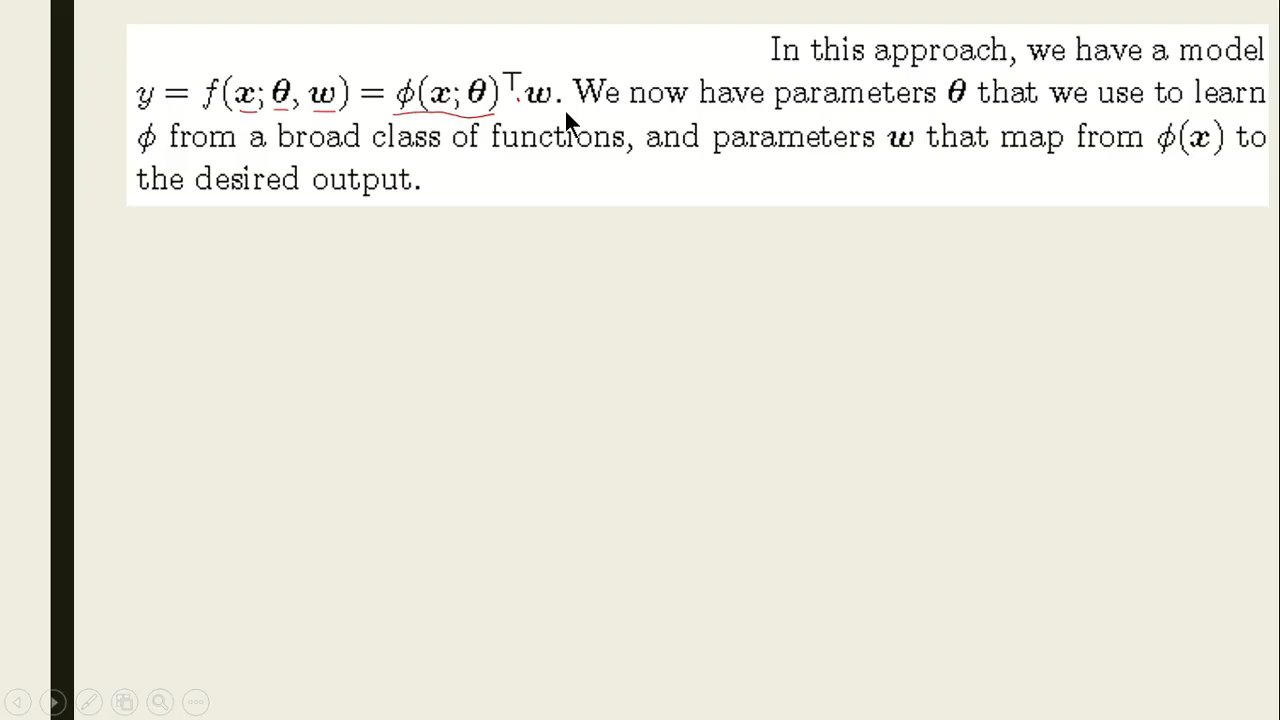 In this approach, we have a model
y = f(x; θ, w) = ϕ(x; θ)⊤w. We now have parameters θ that we use to learn
ϕ from a broad class of functions, and parameters w that map from ϕ(x) to
the desired output.